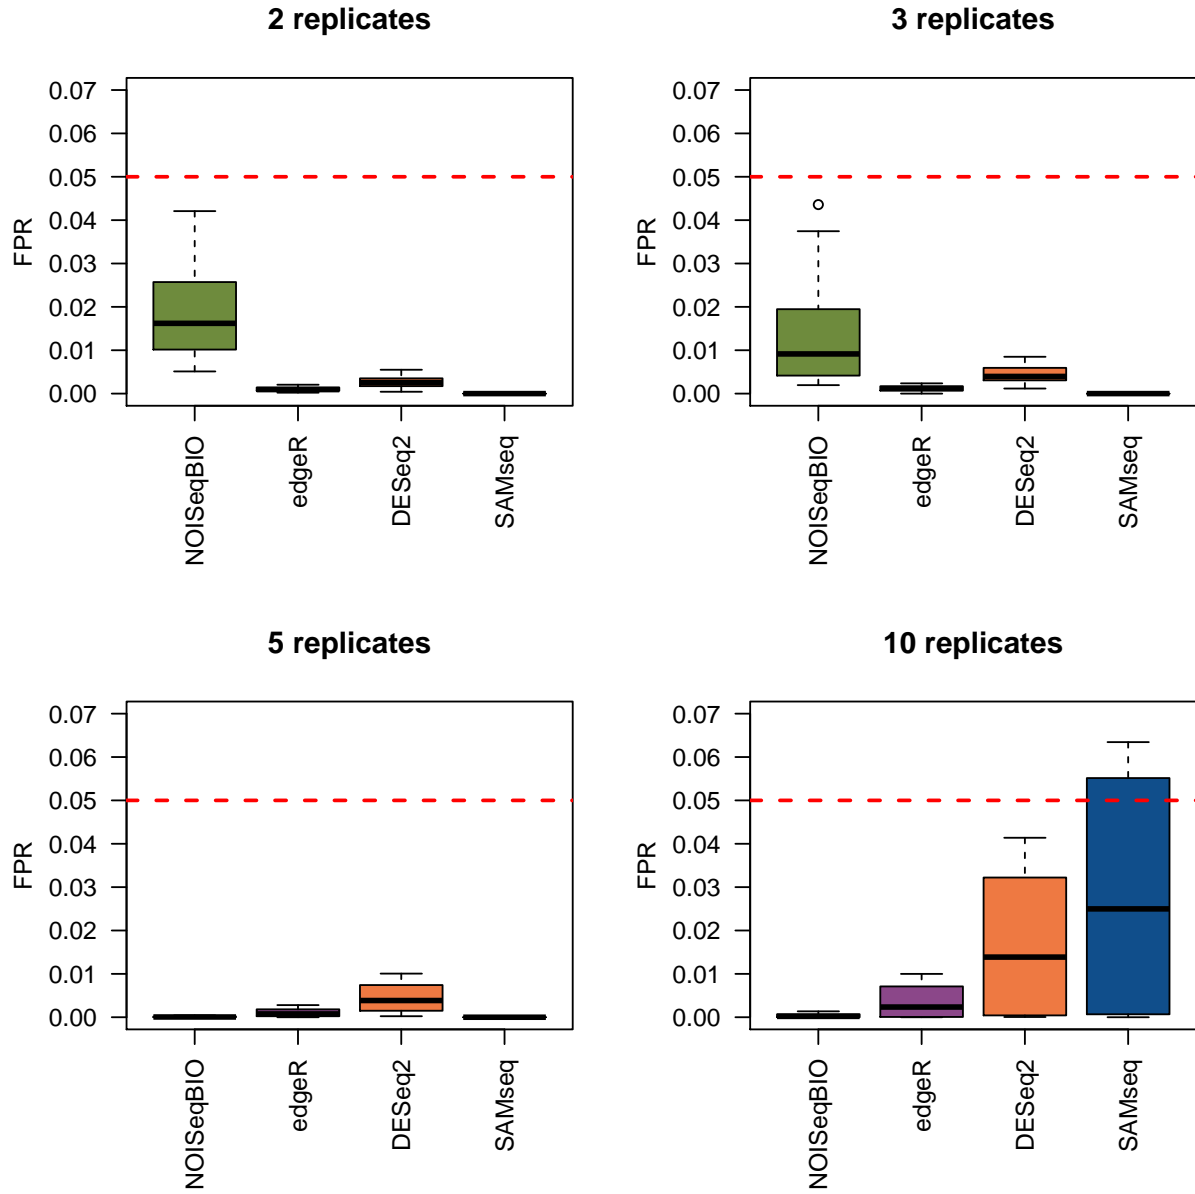 2 replicates
FPR
0.07
0.06
0.05
0.04
0.03
0.02
0.01
0.00
NOISeqBIO
edgeR
DESeq2
SAMseq
3 replicates
FPR
0.07
0.06
0.05
0.04
0.03
0.02
0.01
0.00
NOISeqBIO
edgeR
DESeq2
SAMseq
5 replicates
FPR
0.07
0.06
0.05
0.04
0.03
0.02
0.01
0.00
NOISeqBIO
edgeR
DESeq2
SAMseq
10 replicates
FPR
0.07
0.06
0.05
0.04
0.03
0.02
0.01
0.00
NOISeqBIO
edgeR
DESeq2
SAMseq